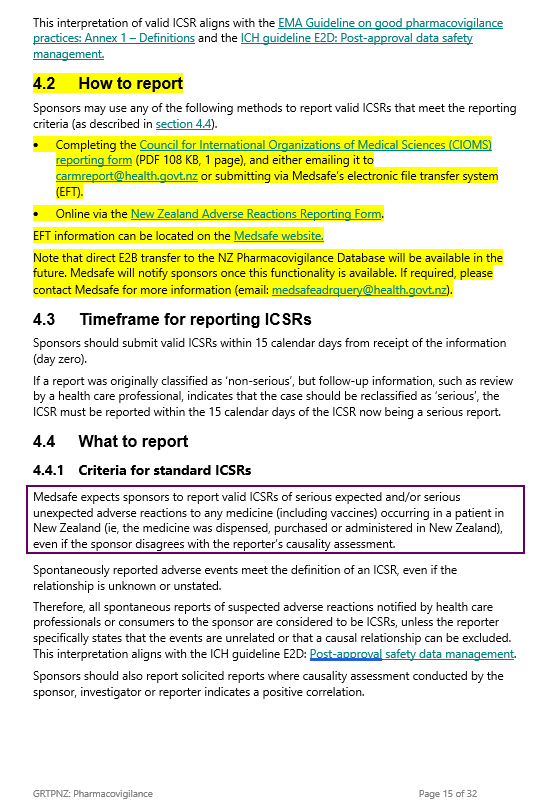 This interpretation of valid ICSR aligns with the EMA Guideline on good pharmacovigilance
practices: Annex 1 – Definitions and the ICH guideline E2D: Post-approval data safety
management.
4.2 How to report
Sponsors may use any of the following methods to report valid ICSRs that meet the reporting
criteria (as described in section 4.4).
• Completing the Council for International Organizations of Medical Sciences (CIOMS)
reporting form (PDF 108 KB, 1 page), and either emailing it to
carmreport@health.govt.nz or submitting via Medsafe's electronic file transfer system
(EFT).
• Online via the New Zealand Adverse Reactions Reporting Form.
EFT information can be located on the Medsafe website.
Note that direct E2B transfer to the NZ Pharmacovigilance Database will be available in the
future. Medsafe will notify sponsors once this functionality is available. If required, please
contact Medsafe for more information (email: medsafeadrquery@health.govt.nz).
4.3 Timeframe for reporting ICSRs
Sponsors should submit valid ICSRs within 15 calendar days from receipt of the information
(day zero).
If a report was originally classified as 'non-serious', but follow-up information, such as review
by a health care professional, indicates that the case should be reclassified as 'serious', the
ICSR must be reported within the 15 calendar days of the ICSR now being a serious report.
4.4 What to report
4.4.1 Criteria for standard ICSRs
Medsafe expects sponsors to report valid ICSRs of serious expected and/or serious
unexpected adverse reactions to any medicine (including vaccines) occurring in a patient in
New Zealand (ie, the medicine was dispensed, purchased or administered in New Zealand),
even if the sponsor disagrees with the reporter's causality assessment.
Spontaneously reported adverse events meet the definition of an ICSR, even if the
relationship is unknown or unstated.
Therefore, all spontaneous reports of suspected adverse reactions notified by health care
professionals or consumers to the sponsor are considered to be ICSRs, unless the reporter
specifically states that the events are unrelated or that a causal relationship can be excluded.
This interpretation aligns with the ICH guideline E2D: Post-approval safety data management.
Sponsors should also report solicited reports where causality assessment conducted by the
sponsor, investigator or reporter indicates a positive correlation.
GRTPNZ: Pharmacovigilance Page 15 of 32